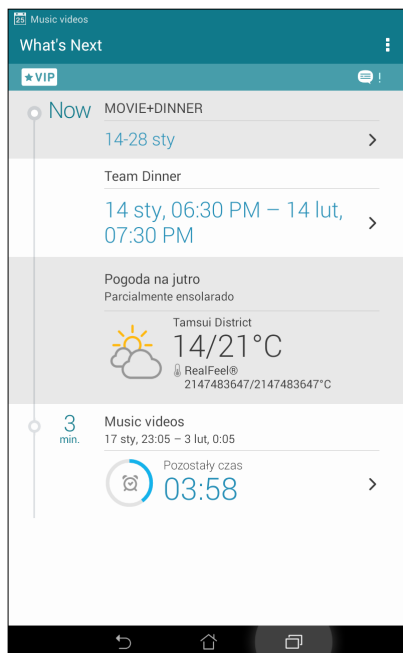 25 Music videos
What's Next
★VIP
!
Now MOVIE+DINNER
14-28 sty
Team Dinner
14 sty, 06:30 PM – 14 lut,
07:30 PM
Pogoda na jutro
Parcialmente ensolarado
Tamsui District
14/21°C
RealFeel®
2147483647/2147483647°C
3 Music videos
min. 17 sty, 23:05 – 3 lut, 0:05
Pozostały czas
03:58